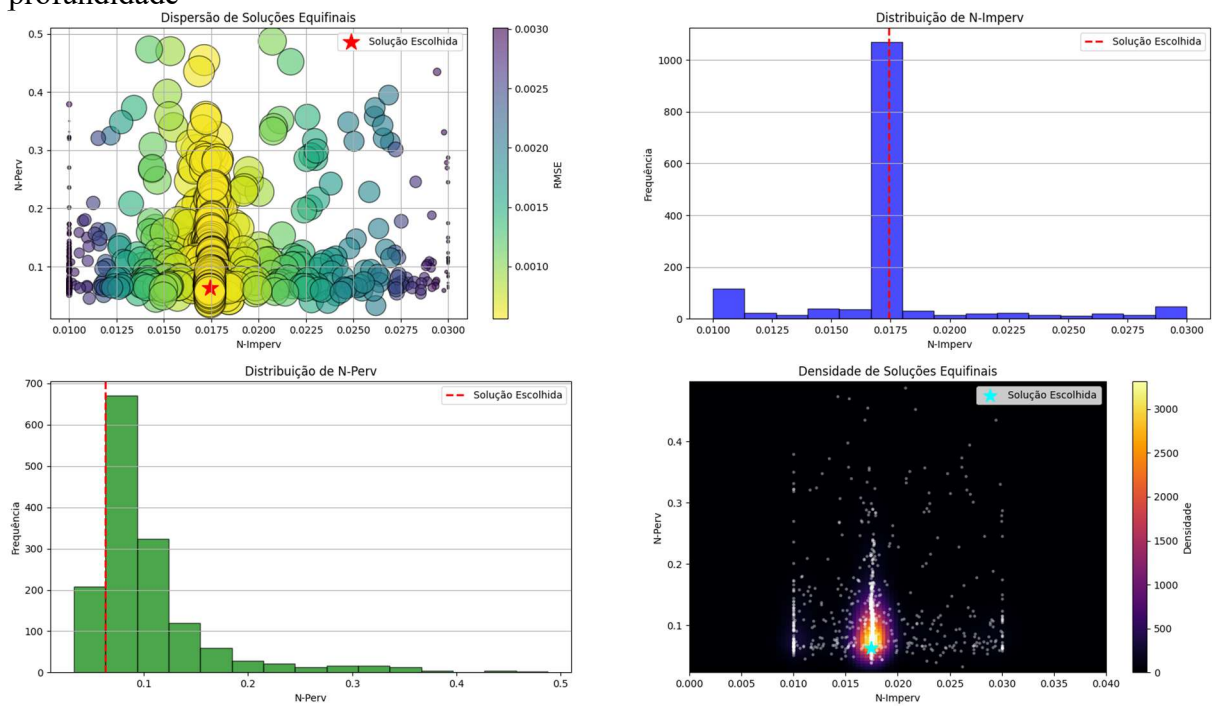 profundidade
Dispersão de Soluções Equifinais
Solução Escolhida
0.5
0.4
0.3
0.2
0.1
N-Perv
0.0100 0.0125 0.0150 0.0175 0.0200 0.0225 0.0250 0.0275 0.0300
N-Imperv
0.0030
0.0025
0.0020
0.0015
0.0010
RMSE
Distribuição de N-Imperv
Solução Escolhida
1000
800
600
400
200
0
Frequência
0.0100 0.0125 0.0150 0.0175 0.0200 0.0225 0.0250 0.0275 0.0300
N-Imperv
Distribuição de N-Perv
Solução Escolhida
700
600
500
400
300
200
100
0
Frequência
0.1 0.2 0.3 0.4 0.5
N-Perv
Densidade de Soluções Equifinais
Solução Escolhida
0.4
0.3
0.2
0.1
N-Perv
0.000 0.005 0.010 0.015 0.020 0.025 0.030 0.035 0.040
N-Imperv
3000
2500
2000
1500
1000
500
0
Densidade